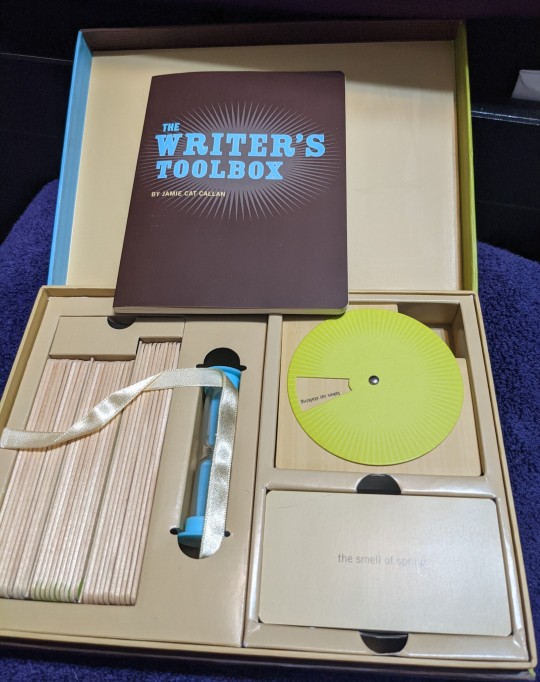 THE
WRITER'S
TOOLBOX
BY JAMIE CAT CALLAN
the smell of spring